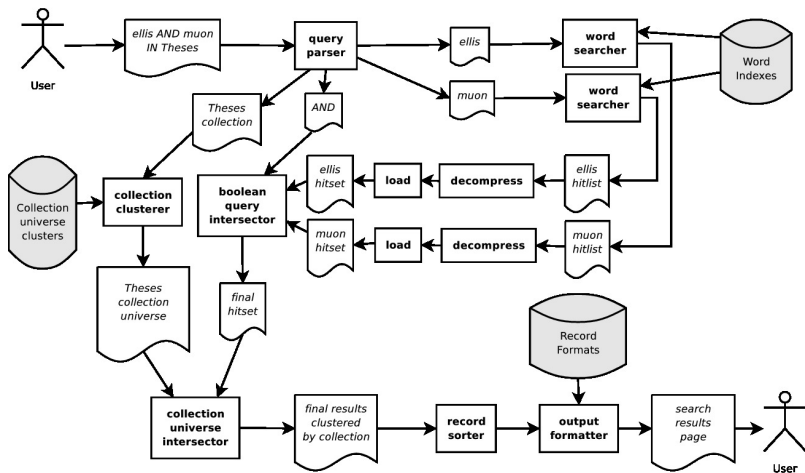 ellis AND muon
IN Theses
User
query
parser
ellis
word
searcher
Word
Indexes
muon
word
searcher
Theses
collection
AND
Collection
universe
clusters
collection
clusterer
boolean
query
intersector
ellis
hitset
load
decompress
ellis
hitlist
muon
hitset
load
decompress
muon
hitlist
Theses
collection
universe
final
hitset
Record
Formats
collection
universe
intersector
final results
clustered
by collection
record
sorter
output
formatter
search
results
page
User